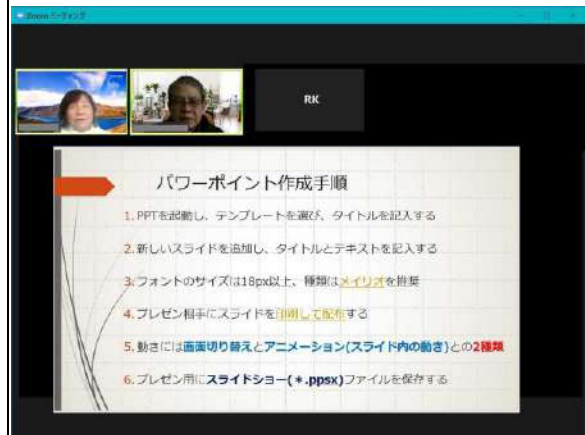 Zoom ミーティング
RK
パワーポイント作成手順
1. PPTを起動し、テンプレートを選び、タイトルを記入する
2. 新しいスライドを追加し、タイトルとテキストを記入する
3. フォントのサイズは18px以上、種類はメイリオを推奨
4. プレゼン相手にスライドを印刷して配布する
5. 動きには画面切り替えとアニメーション(スライド内の動き)との2種類
6. プレゼン用にスライドショー(*.ppsx)ファイルを保存する